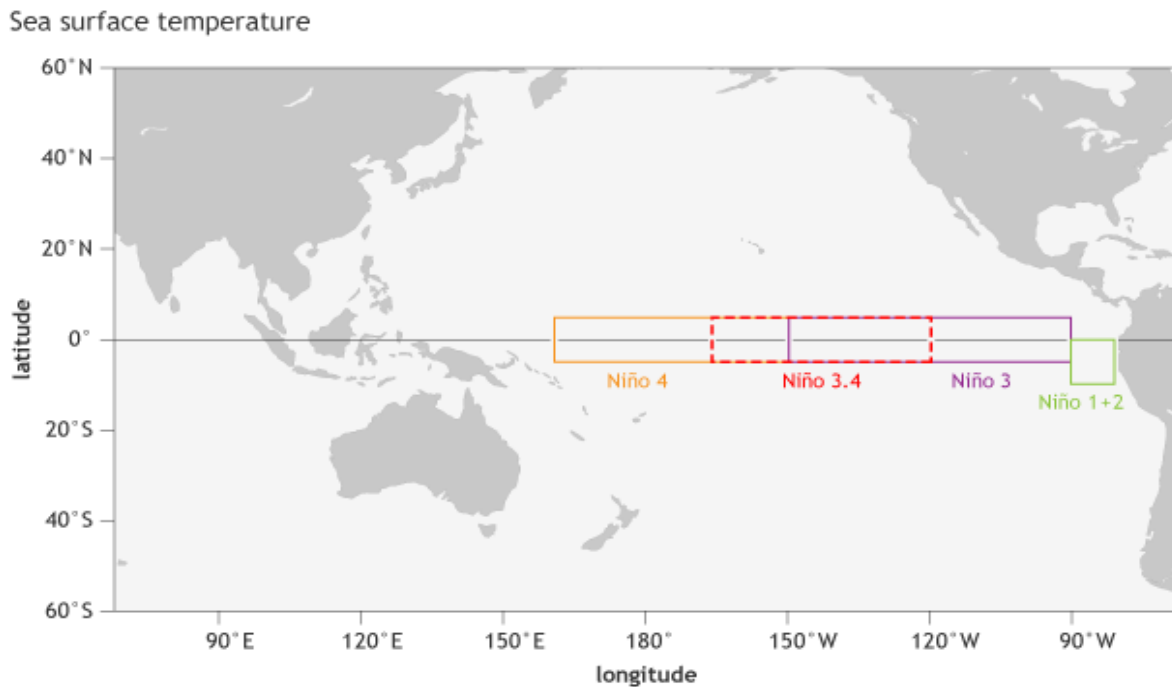 Sea surface temperature
60°N
40°N
20°N
0°
20°S
40°S
60°S
latitude
Niño 4
Niño 3.4
Niño 3
Niño 1+2
90°E
120°E
150°E
180°
150°W
120°W
90°W
longitude